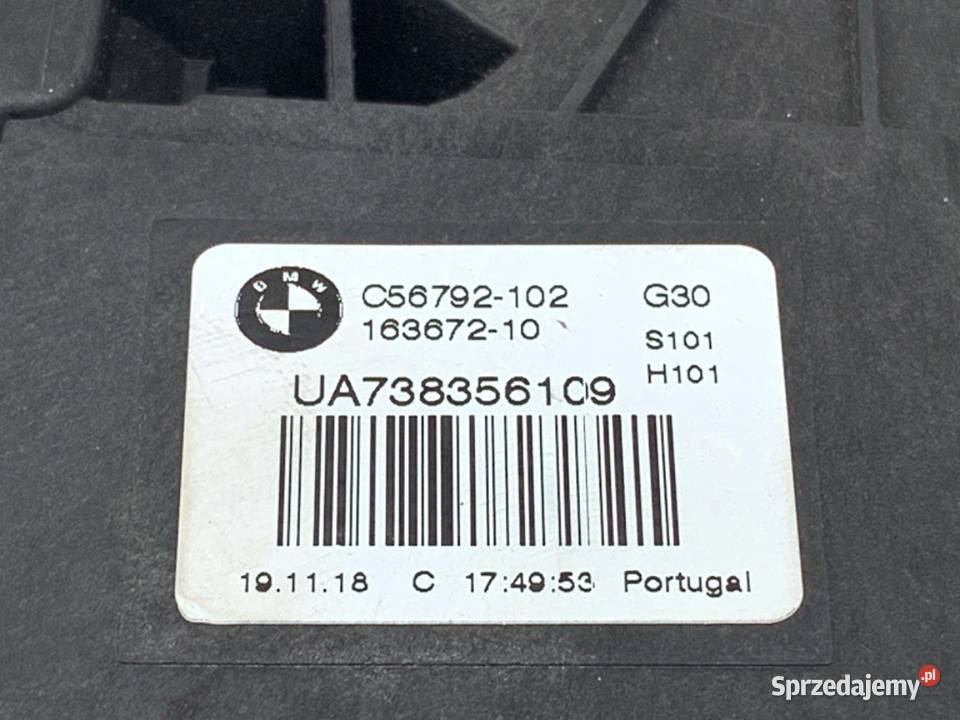 BMW
C56792-102 G30
163672-10 S101
H101
UA738356109
19.11.18 C 17:49:53 Portugal
Sprzedajemy.pl